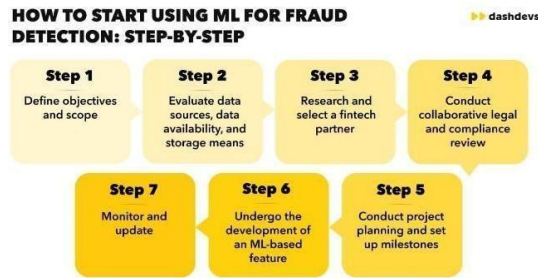 HOW TO START USING ML FOR FRAUD
DETECTION: STEP-BY-STEP
dashdevs
Step 1
Define objectives
and scope
Step 2
Evaluate data
sources, data
availability, and
storage means
Step 3
Research and
select a fintech
partner
Step 4
Conduct
collaborative legal
and compliance
review
Step 5
Conduct project
planning and set
up milestones
Step 6
Undergo the
development of
an ML-based
feature
Step 7
Monitor and
update